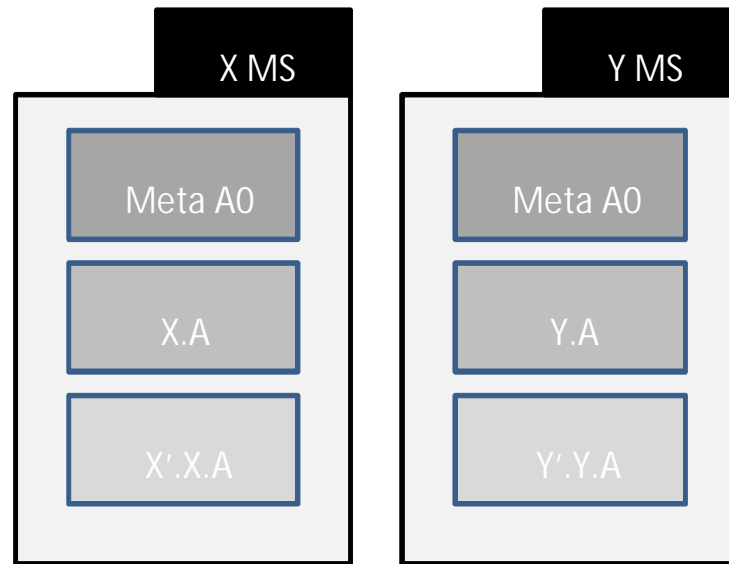 X MS
Meta A0
X.A
X’.X.A
Y MS
Meta A0
Y.A
Y’.Y.A